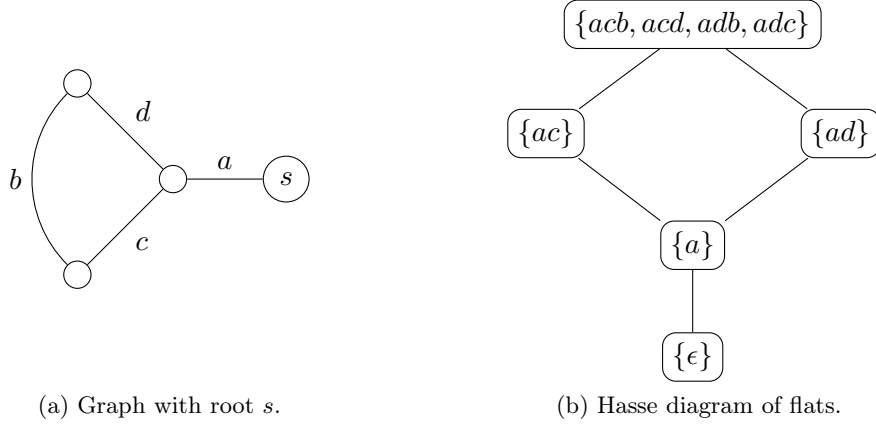 d
a
s
b
c
(a) Graph with root s.
{acb, acd, adb, adc}
{ac}
{ad}
{a}
{ϵ}
(b) Hasse diagram of flats.